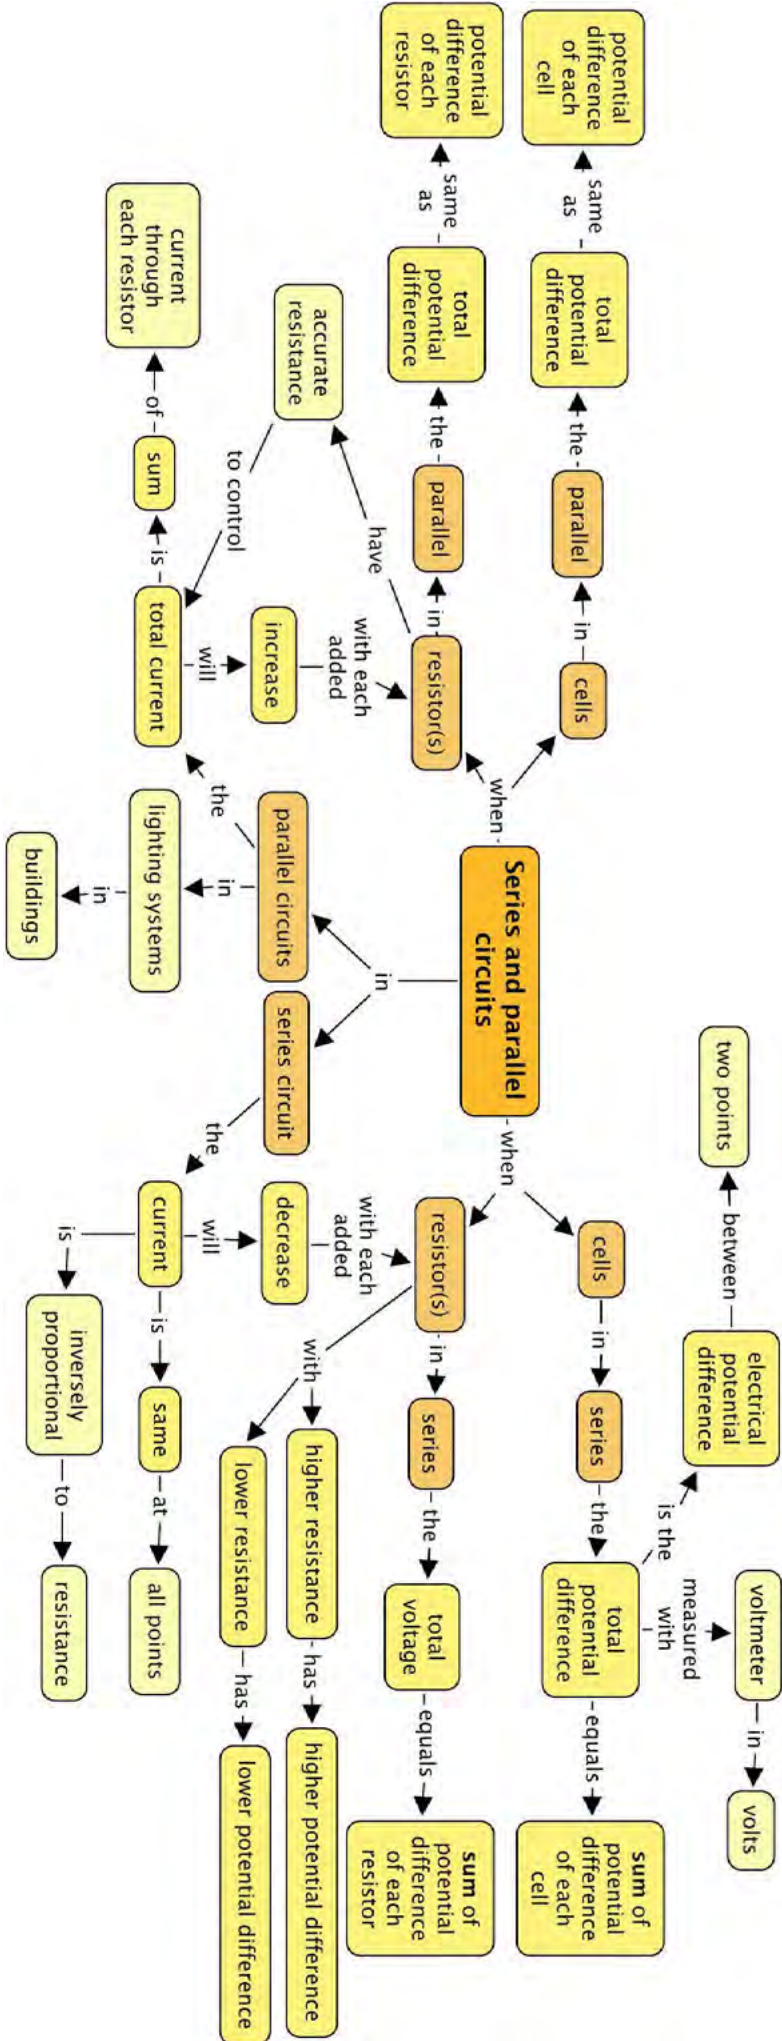 voltmeter
in
volts
measured
with
electrical
potential
difference
between
two points
is the
potential
difference
of each
cell
same
as
total
potential
difference
the
parallel
in
cells
cells
in
series
the
total
potential
difference
equals
sum of
potential
difference
of each
cell
when
Series and parallel
circuits
when
potential
difference
of each
resistor
same
as
total
potential
difference
the
parallel
in
resistor(s)
resistor(s)
in
series
the
total
voltage
equals
sum of
potential
difference
of each
resistor
accurate
resistance
have
to control
with each
added
increase
will
in
with each
added
decrease
will
with
higher resistance
has
higher potential difference
lower resistance
has
lower potential difference
parallel circuits
series circuit
the
in
the
current
through
each resistor
of
sum
is
total current
lighting systems
in
buildings
current
is
same
at
all points
is
inversely
proportional
to
resistance